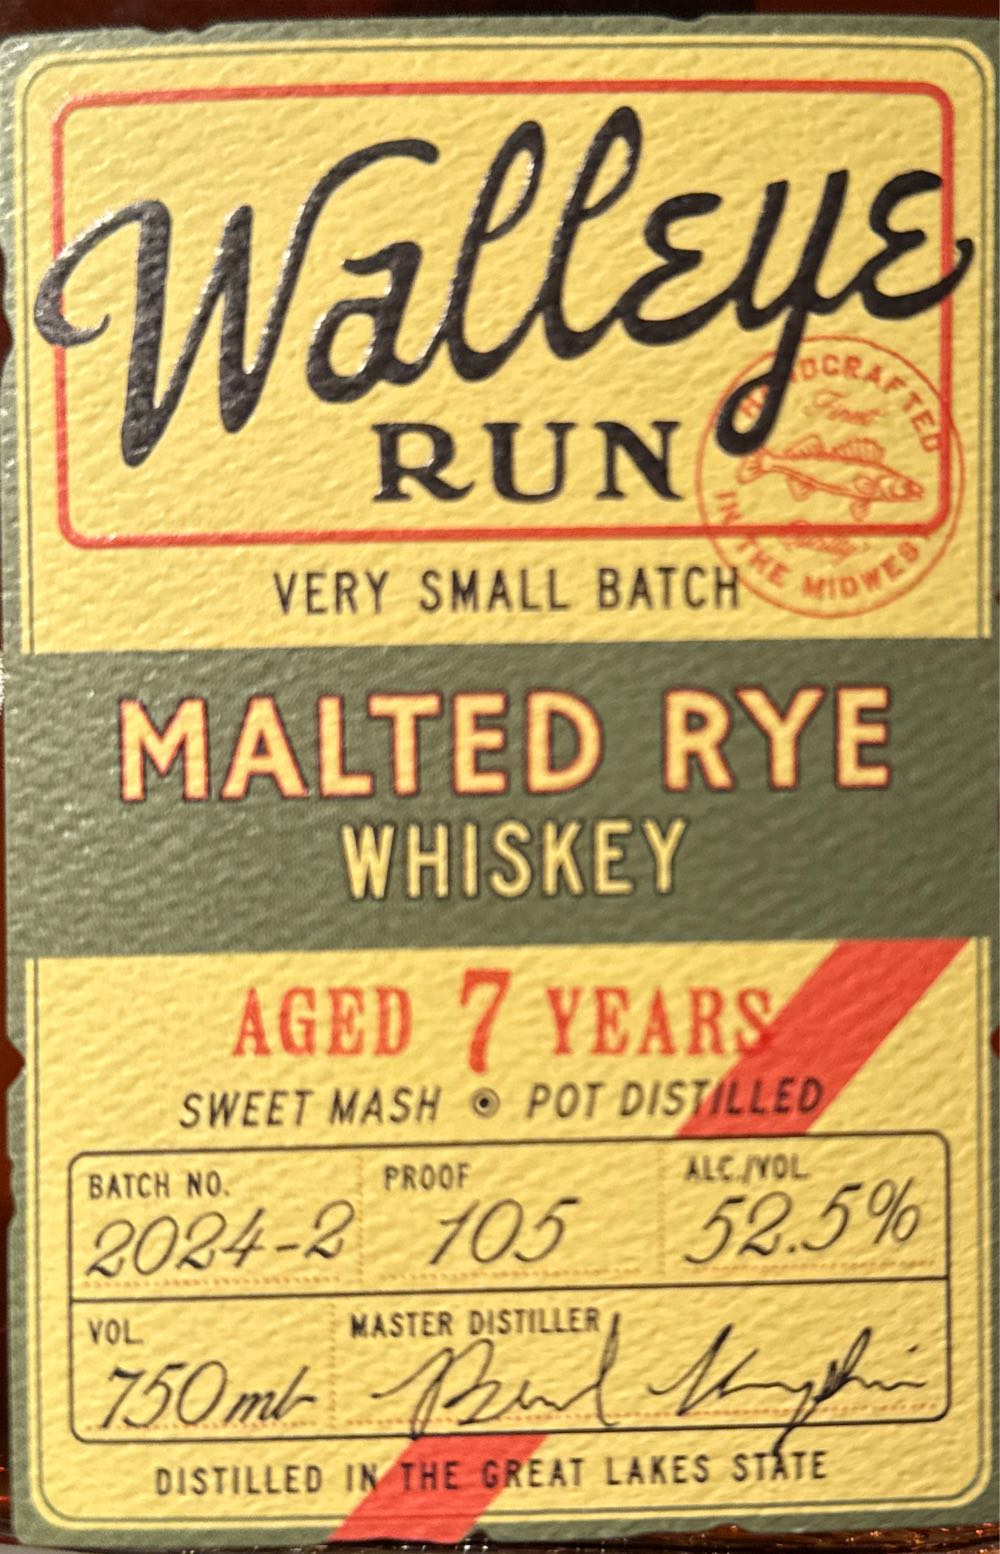 Walleye
RUN
HANDCRAFTED
Finest
Quality
IN THE MIDWEST
VERY SMALL BATCH
MALTED RYE
WHISKEY
AGED 7 YEARS
SWEET MASH POT DISTILLED
BATCH NO. PROOF ALC./VOL.
2024-2 105 52.5%
VOL. MASTER DISTILLER
750ml
DISTILLED IN THE GREAT LAKES STATE